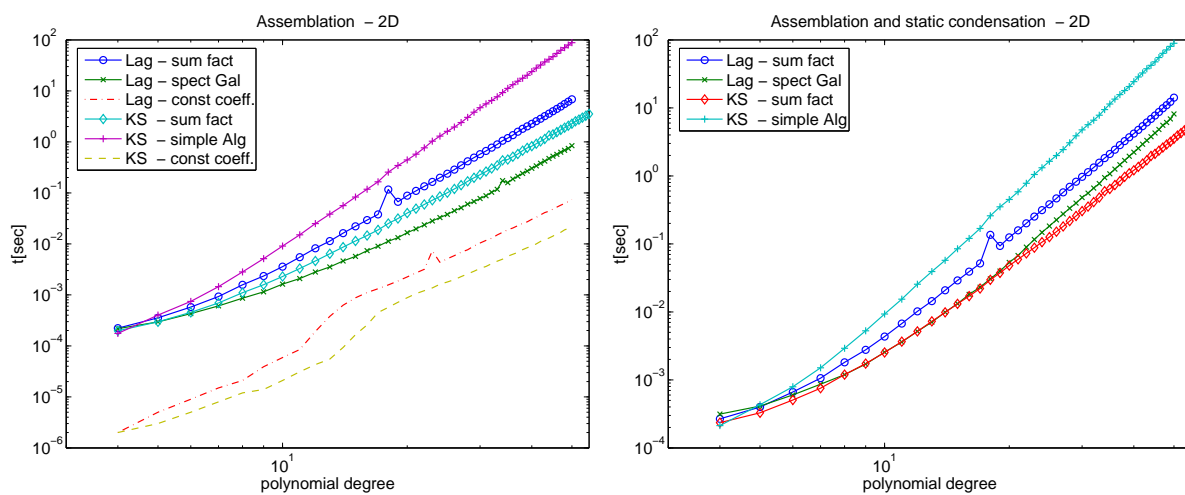 Assemblation – 2D
10^2
10^1
10^0
10^-1
10^-2
10^-3
10^-4
10^-5
10^-6
t[sec]
Lag – sum fact
Lag – spect Gal
Lag – const coeff.
KS – sum fact
KS – simple Alg
KS – const coeff.
10^1
polynomial degree
Assemblation and static condensation – 2D
10^2
10^1
10^0
10^-1
10^-2
10^-3
10^-4
t[sec]
Lag – sum fact
Lag – spect Gal
KS – sum fact
KS – simple Alg
10^1
polynomial degree